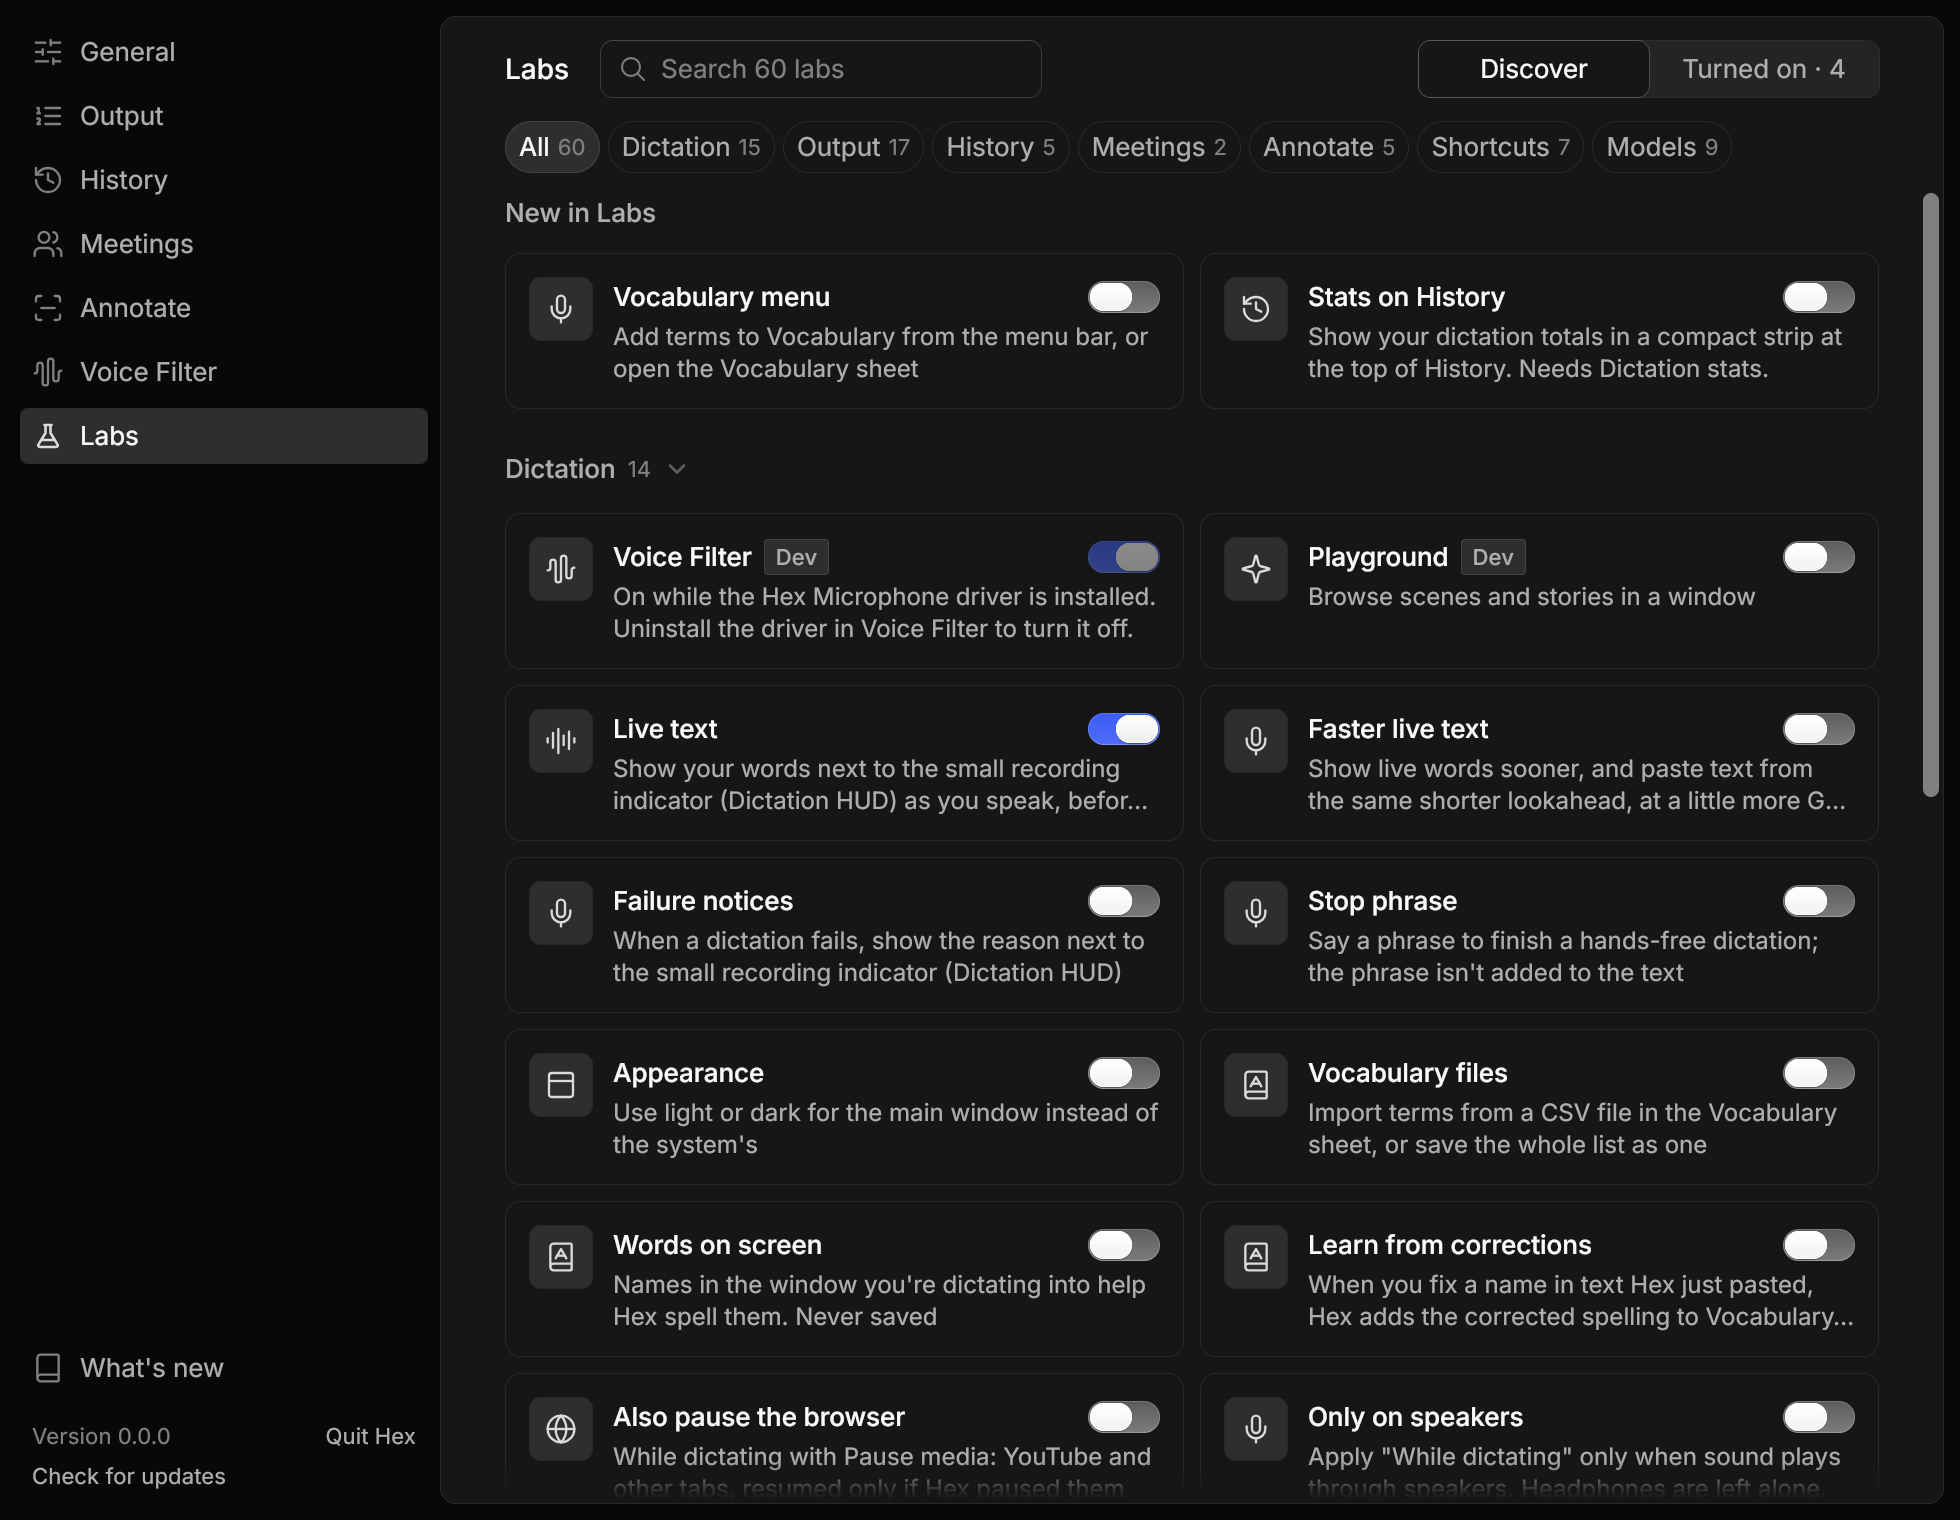 General
Output
History
Meetings
Annotate
Voice Filter
Labs
What's new
Version 0.0.0
Quit Hex
Check for updates
Labs
Search 60 labs
Discover
Turned on · 4
All 60
Dictation 15
Output 17
History 5
Meetings 2
Annotate 5
Shortcuts 7
Models 9
New in Labs
Vocabulary menu
Add terms to Vocabulary from the menu bar, or
open the Vocabulary sheet
Stats on History
Show your dictation totals in a compact strip at
the top of History. Needs Dictation stats.
Dictation 14
Voice Filter Dev
On while the Hex Microphone driver is installed.
Uninstall the driver in Voice Filter to turn it off.
Playground Dev
Browse scenes and stories in a window
Live text
Show your words next to the small recording
indicator (Dictation HUD) as you speak, befor...
Faster live text
Show live words sooner, and paste text from
the same shorter lookahead, at a little more G...
Failure notices
When a dictation fails, show the reason next to
the small recording indicator (Dictation HUD)
Stop phrase
Say a phrase to finish a hands-free dictation;
the phrase isn't added to the text
Appearance
Use light or dark for the main window instead of
the system's
Vocabulary files
Import terms from a CSV file in the Vocabulary
sheet, or save the whole list as one
Words on screen
Names in the window you're dictating into help
Hex spell them. Never saved
Learn from corrections
When you fix a name in text Hex just pasted,
Hex adds the corrected spelling to Vocabulary...
Also pause the browser
While dictating with Pause media: YouTube and
other tabs, resumed only if Hex paused them
Only on speakers
Apply "While dictating" only when sound plays
through speakers. Headphones are left alone.